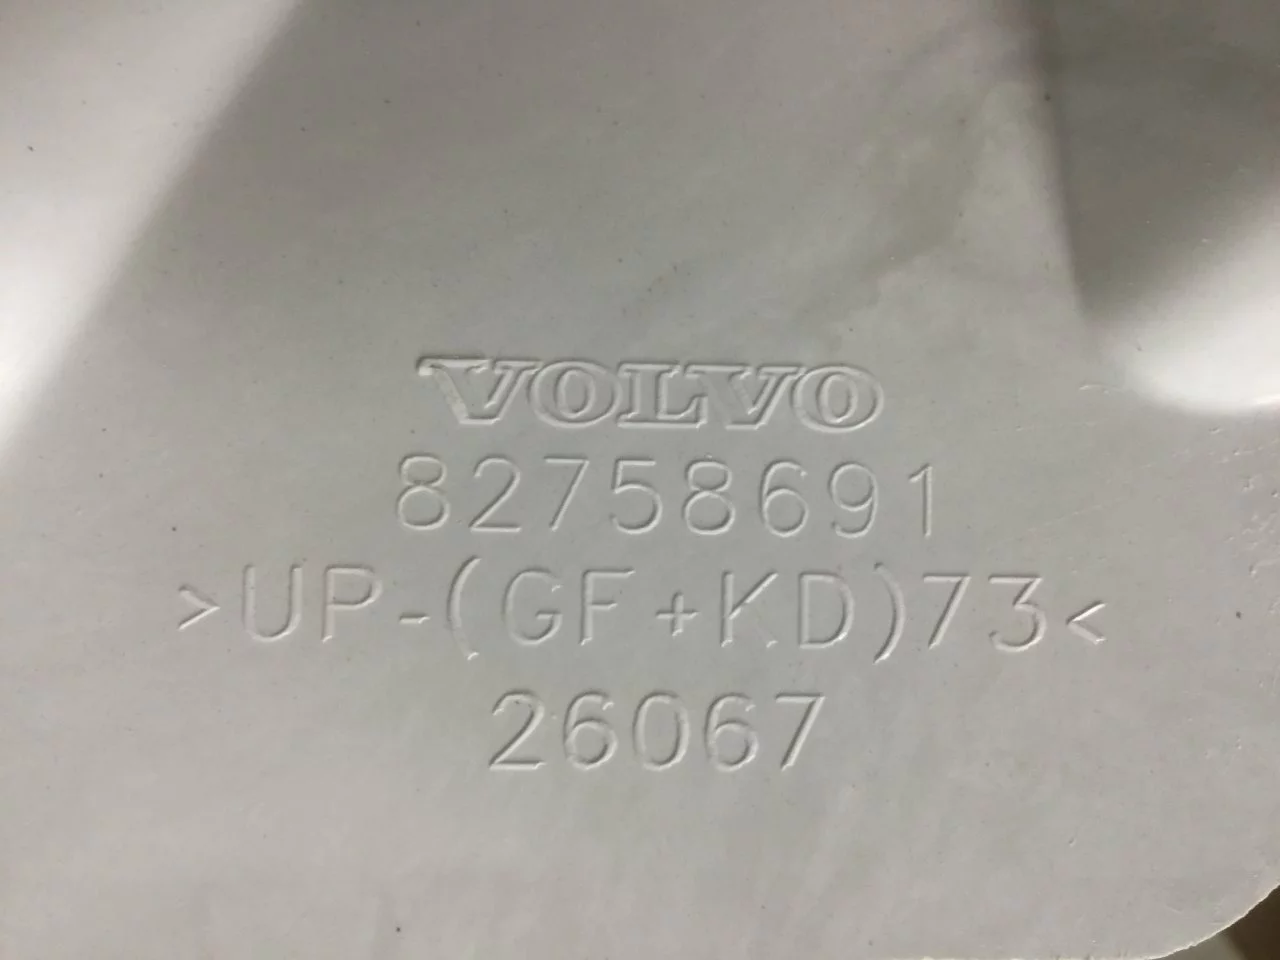 VOLVO
82758691
>UP-(GF+KD)73<
26067